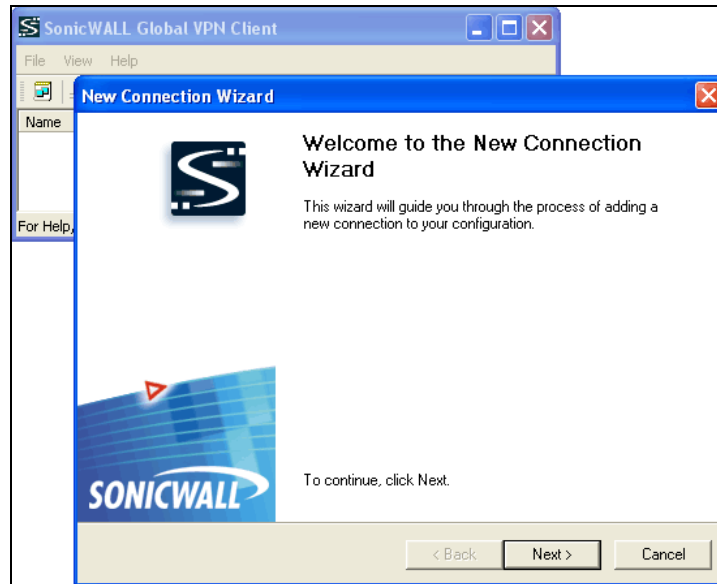 SonicWALL Global VPN Client
File View Help
New Connection Wizard
Name
For Help,
Welcome to the New Connection
Wizard
This wizard will guide you through the process of adding a
new connection to your configuration.
To continue, click Next.
SONICWALL
< Back Next > Cancel